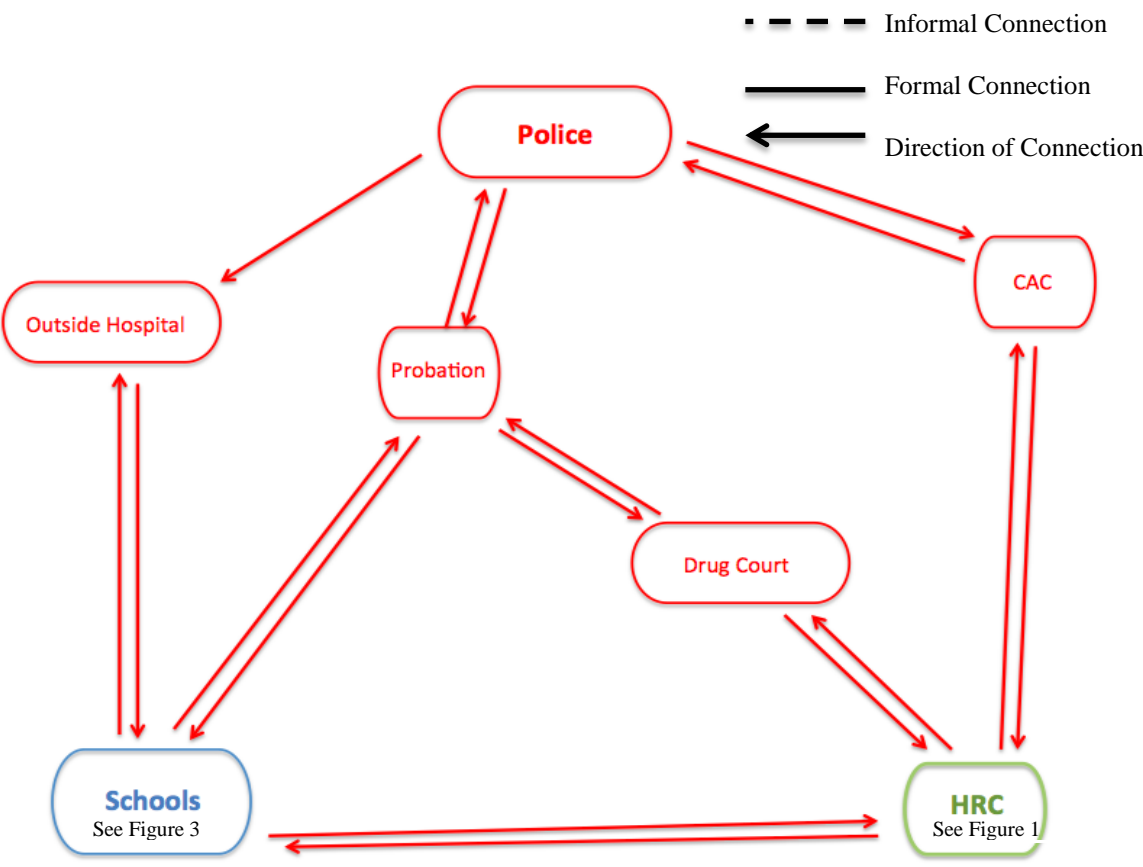 Informal Connection
Formal Connection
Direction of Connection
Police
CAC
Outside Hospital
Probation
Drug Court
Schools
See Figure 3
HRC
See Figure 1